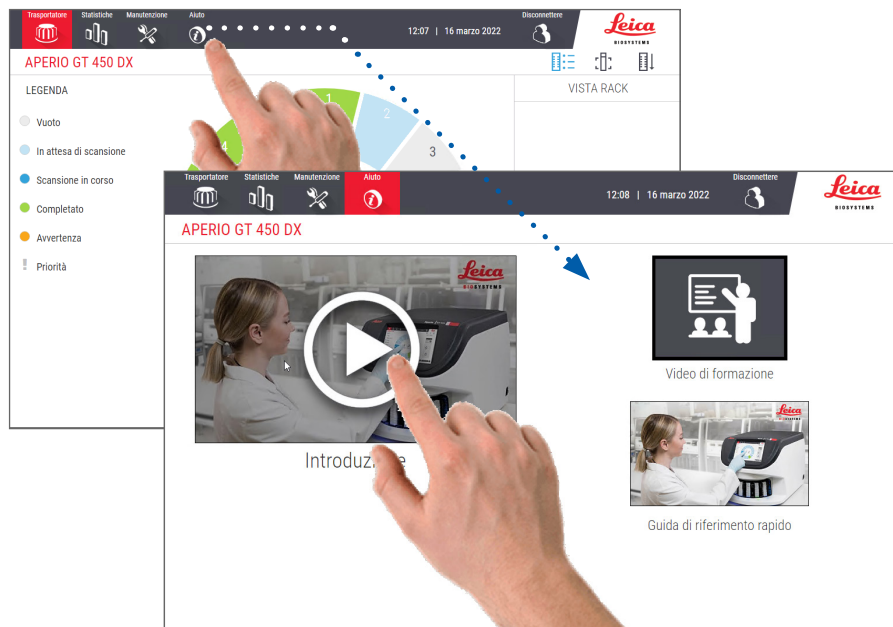 Trasportatore Statistiche Manutenzione Aiuto 12:07 | 16 marzo 2022 Disconnettere
Leica
BIOSYSTEMS
APERIO GT 450 DX
LEGENDA
VISTA RACK
Vuoto
In attesa di scansione
Scansione in corso
Completato
Avvertenza
Priorità
1
2
3
4
Trasportatore Statistiche Manutenzione Aiuto 12:08 | 16 marzo 2022 Disconnettere
Leica
BIOSYSTEMS
APERIO GT 450 DX
Leica
BIOSYSTEMS
Introduzione
Video di formazione
Leica
Guida di riferimento rapido